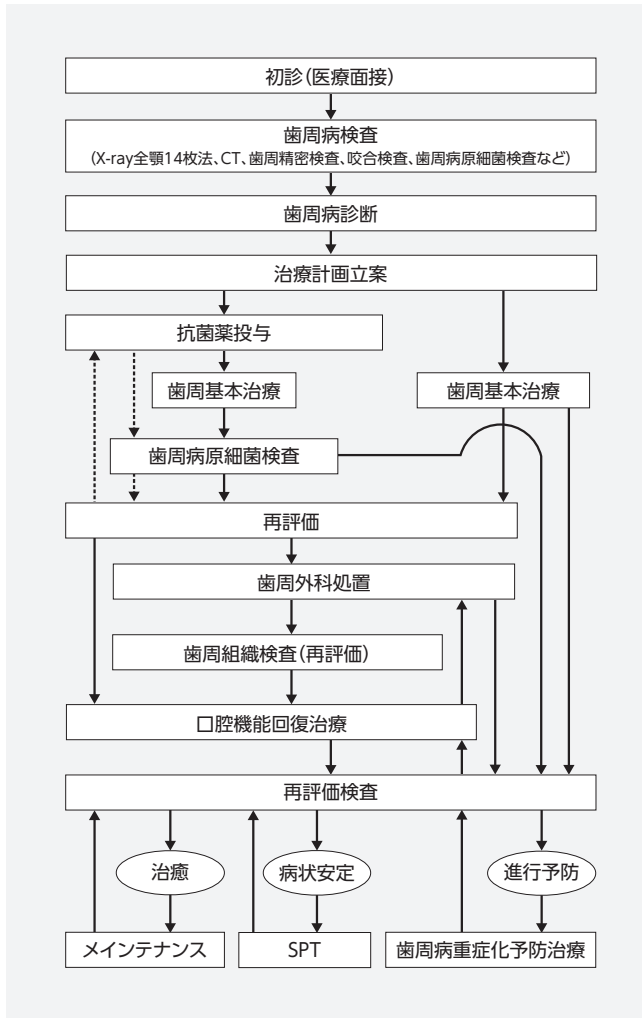 初診(医療面接)
歯周病検査
(X-ray全顎14枚法、CT、歯周精密検査、咬合検査、歯周病原細菌検査など)
歯周病診断
治療計画立案
抗菌薬投与
歯周基本治療
歯周基本治療
歯周病原細菌検査
再評価
歯周外科処置
歯周組織検査(再評価)
口腔機能回復治療
再評価検査
治癒
病状安定
進行予防
メインテナンス
SPT
歯周病重症化予防治療